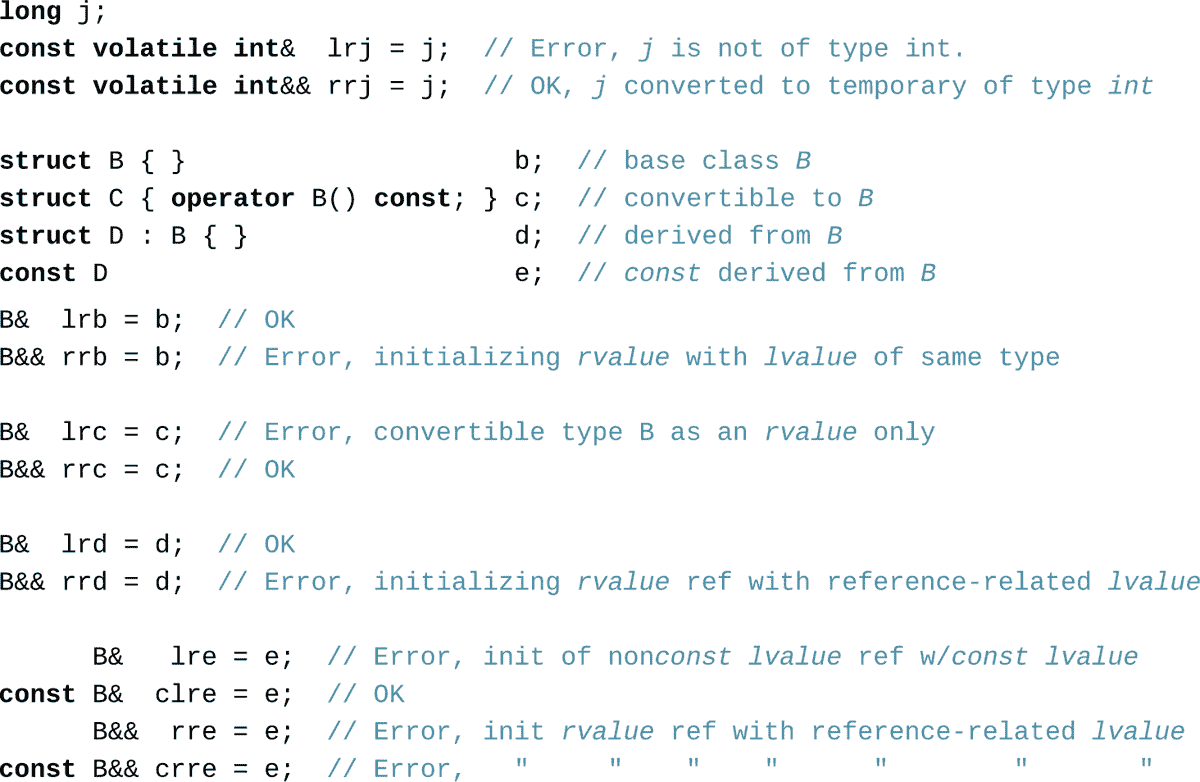 long j;
const volatile int&  lrj = j;  // Error, j is not of type int.
const volatile int&& rrj = j;  // OK, j converted to temporary of type int

struct B { }                     b;  // base class B
struct C { operator B() const; } c;  // convertible to B
struct D : B { }                 d;  // derived from B
const D                          e;  // const derived from B
B&  lrb = b;  // OK
B&& rrb = b;  // Error, initializing rvalue with lvalue of same type

B&  lrc = c;  // Error, convertible type B as an rvalue only
B&& rrc = c;  // OK

B&  lrd = d;  // OK
B&& rrd = d;  // Error, initializing rvalue ref with reference-related lvalue

      B&   lre = e;  // Error, init of nonconst lvalue ref w/const lvalue
const B&  clre = e;  // OK
      B&&  rre = e;  // Error, init rvalue ref with reference-related lvalue
const B&& crre = e;  // Error,   "     "    "    "      "        "       "